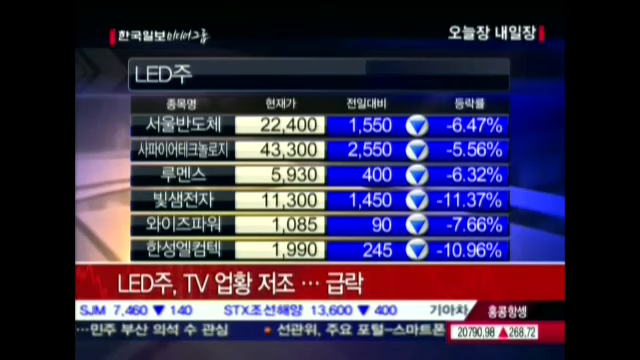 한국일보 미디어그룹
오늘장 내일장
LED주
종목명 현재가 전일대비 등락률
서울반도체 22,400 1,550 ▼ -6.47%
사파이어테크놀로지 43,300 2,550 ▼ -5.56%
루멘스 5,930 400 ▼ -6.32%
빛샘전자 11,300 1,450 ▼ -11.37%
와이즈파워 1,085 90 ▼ -7.66%
한성엘컴텍 1,990 245 ▼ -10.96%
LED주, TV 업황 저조 … 급락
SJM 7,460 ▼ 140 STX조선해양 13,600 ▼ 400 기아차 홍콩항셍
…민주 부산 의석 수 관심 • 선관위, 주요 포털-스마트폰 20790.98 ▲268.72